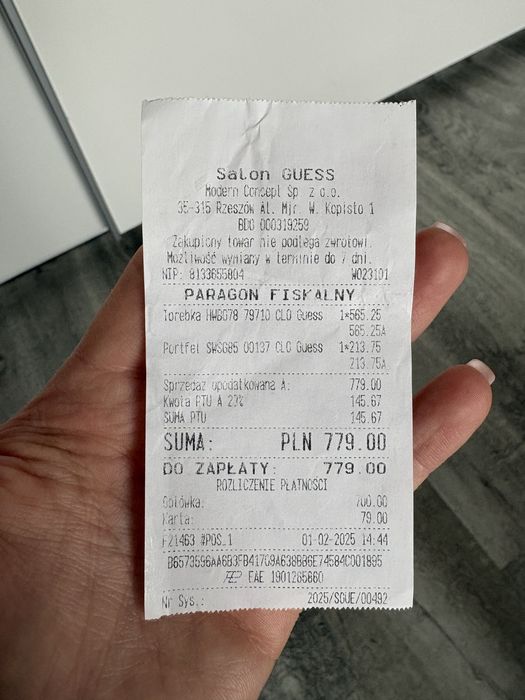 Salon GUESS
Modern Concept Sp. z o.o.
35-315 Rzeszów Al. Mjr. W. Kopisto 1
BDO 000319259
Zakupiony towar nie podlega zwrotowi.
Możliwość wymiany w terminie do 7 dni.
NIP: 8133655804 W023101
PARAGON FISKALNY
Torebka HWBG78 79710 CLO Guess 1*565.25
565.25A
Portfel SWSG85 00137 CLO Guess 1*213.75
213.75A
Sprzedaż opodatkowana A: 779.00
Kwota PTU A 23% 145.67
SUMA PTU 145.67
SUMA: PLN 779.00
DO ZAPŁATY: 779.00
ROZLICZENIE PŁATNOŚCI
Gotówka: 700.00
Karta: 79.00
F21463 #POS.1 01-02-2025 14:44
EAE 1901265860
Nr Sys.: 2025/SGUE/00492